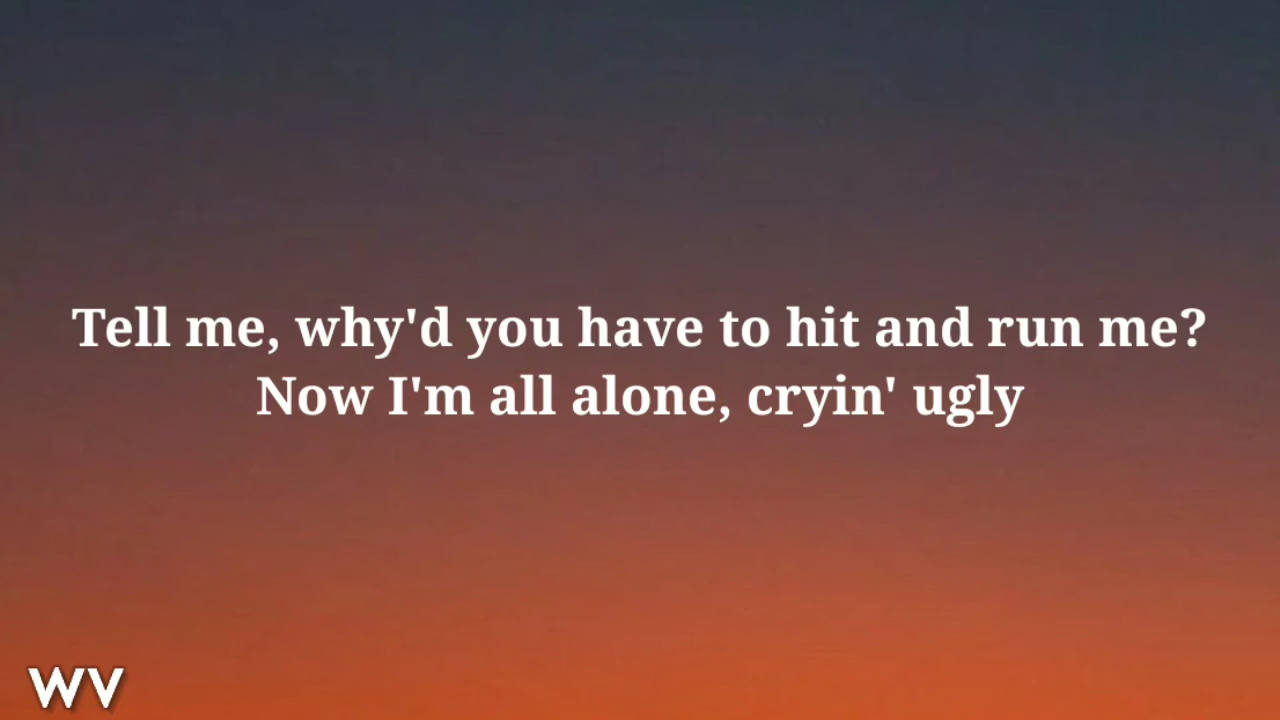 Tell me, why'd you have to hit and run me?
Now I'm all alone, cryin' ugly
WV